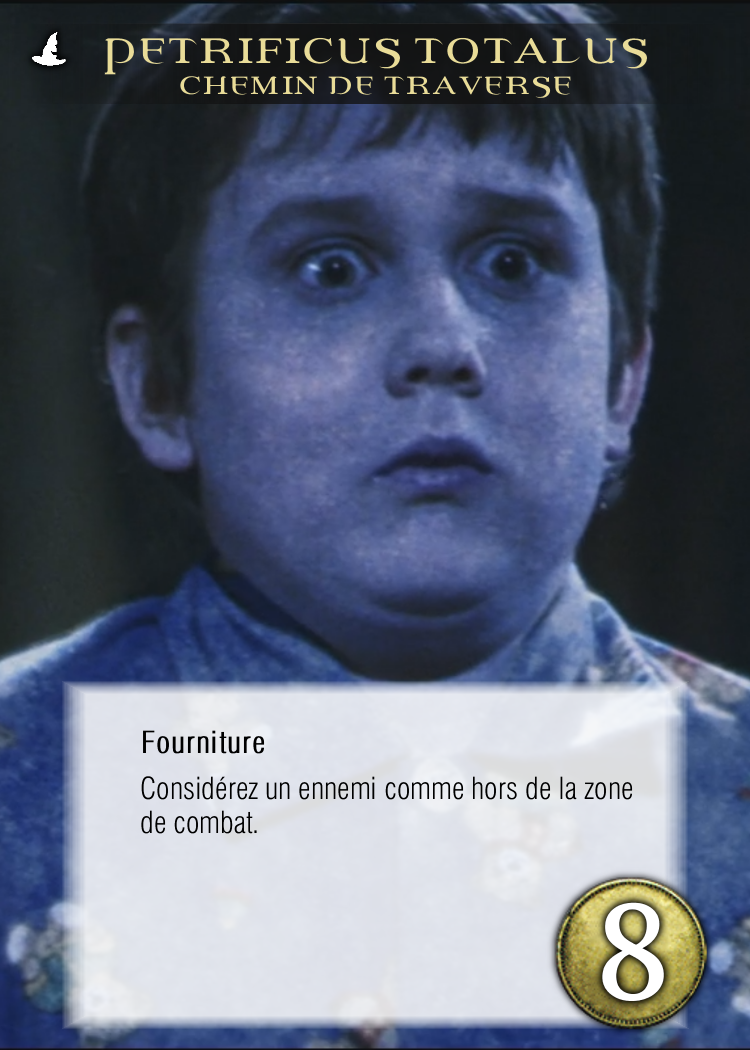 PETRIFICUS TOTALUS
CHEMIN DE TRAVERSE
Fourniture
Considérez un ennemi comme hors de la zone
de combat.
8